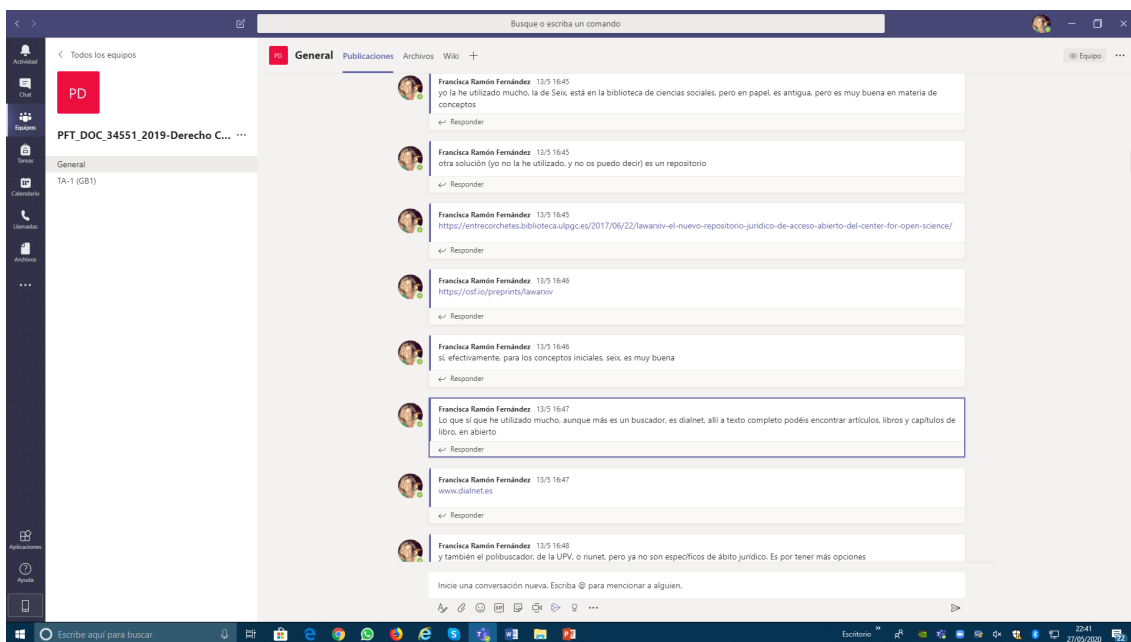 Busque o escriba un comando
Actividad
Chat
Equipos
Tareas
Calendario
Llamadas
Archivos
Aplicaciones
Ayuda
Todos los equipos
PD
PFT_DOC_34551_2019-Derecho C... ...
General
TA-1 (GB1)
PD General Publicaciones Archivos Wiki +
Equipo
Francisca Ramón Fernández 13/5 16:45
yo la he utilizado mucho, la de Seix, está en la biblioteca de ciencias sociales, pero en papel, es antigua, pero es muy buena en materia de
conceptos
Responder
Francisca Ramón Fernández 13/5 16:45
otra solución (yo no la he utilizado, y no os puedo decir) es un repositorio
Responder
Francisca Ramón Fernández 13/5 16:45
https://entrecorchetes.biblioteca.ulpgc.es/2017/06/22/lawarxiv-el-nuevo-repositorio-juridico-de-acceso-abierto-del-center-for-open-science/
Responder
Francisca Ramón Fernández 13/5 16:46
https://osf.io/preprints/lawarxiv
Responder
Francisca Ramón Fernández 13/5 16:46
sí, efectivamente, para los conceptos iniciales, seix, es muy buena
Responder
Francisca Ramón Fernández 13/5 16:47
Lo que sí que he utilizado mucho, aunque más es un buscador, es dialnet, allí a texto completo podéis encontrar artículos, libros y capítulos de
libro, en abierto
Responder
Francisca Ramón Fernández 13/5 16:47
www.dialnet.es
Responder
Francisca Ramón Fernández 13/5 16:48
y también el polibuscador, de la UPV, o riunet, pero ya no son específicos de ábito jurídico. Es por tener más opciones
Inicie una conversación nueva. Escriba @ para mencionar a alguien.
GIF
Escribe aquí para buscar
Escritorio
22:41
27/05/2020
22